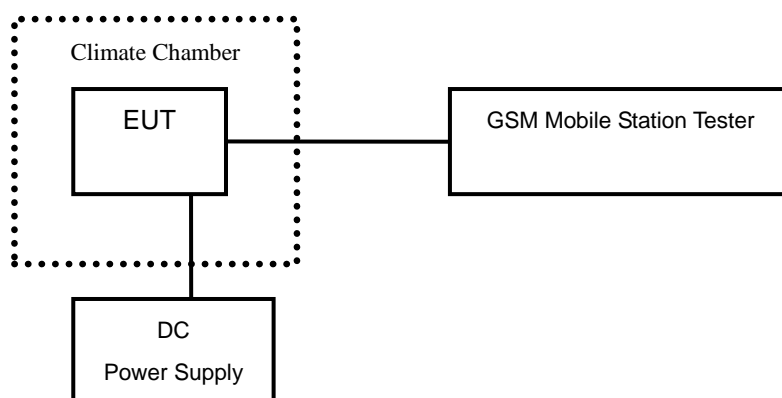 Climate Chamber
EUT
GSM Mobile Station Tester
DC
Power Supply